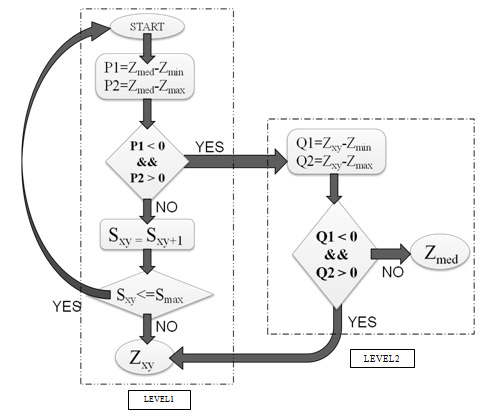 START
P1=Zmed-Zmin
P2=Zmed-Zmax
P1 < 0
&&
P2 > 0
YES
NO
Sxy = Sxy+1
Sxy<=Smax
YES
NO
Zxy
LEVEL1
Q1=Zxy-Zmin
Q2=Zxy-Zmax
Q1 < 0
&&
Q2 > 0
NO
Zmed
YES
LEVEL2